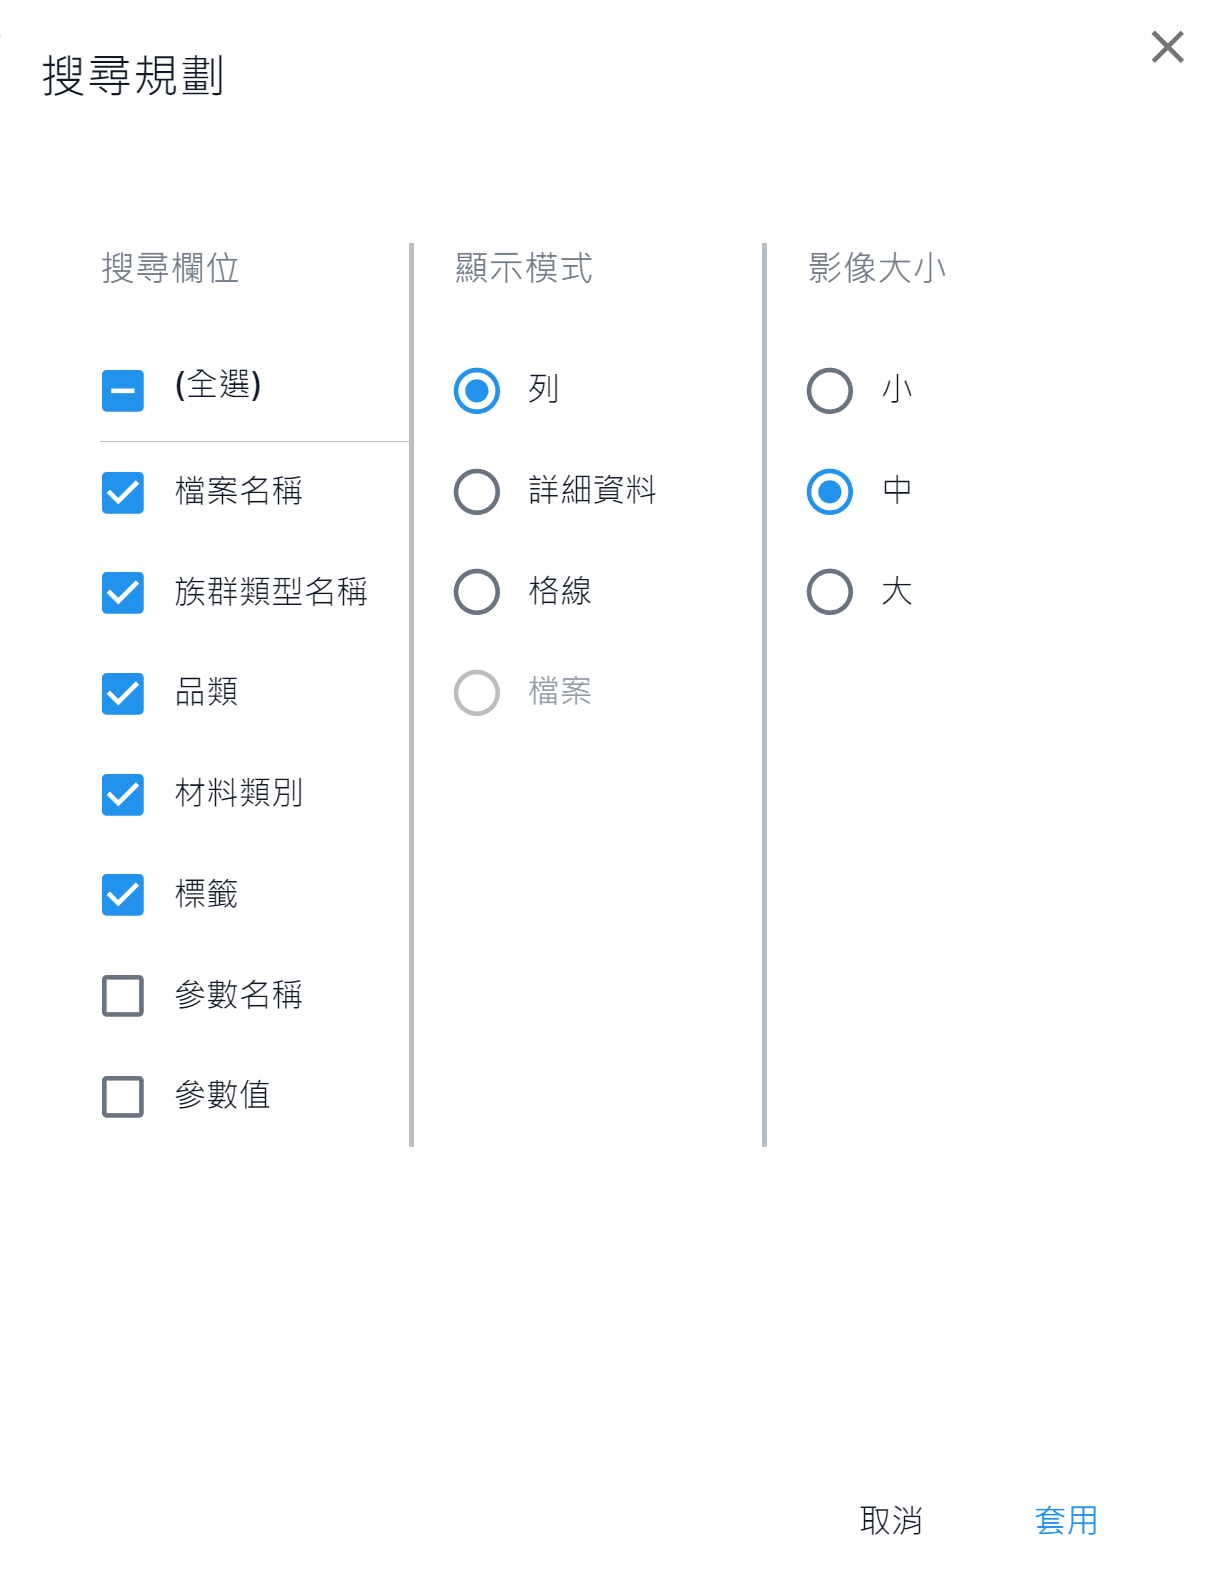 搜尋規劃
搜尋欄位
(全選)
檔案名稱
族群類型名稱
品類
材料類別
標籤
參數名稱
參數值
顯示模式
列
詳細資料
格線
檔案
影像大小
小
中
大
取消
套用